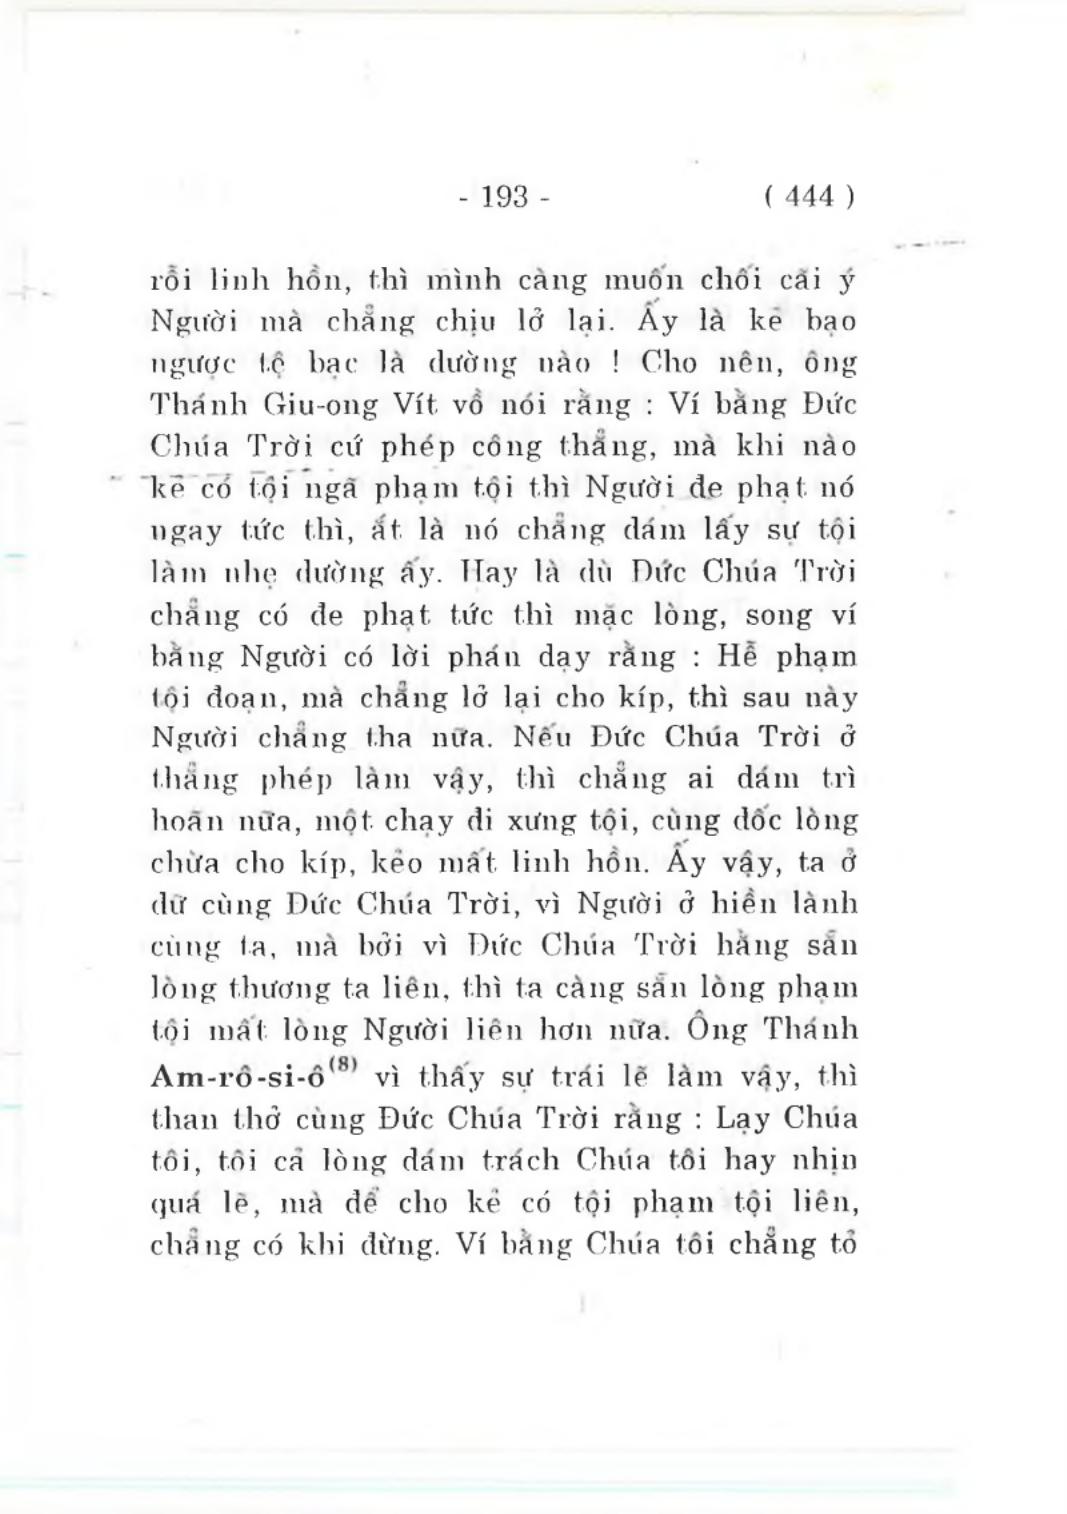 - 193 - ( 444 )
rỗi linh hồn, thì mình càng muốn chối cãi ý
Người mà chẳng chịu lở lại. Ấy là kẻ bạo
ngược tệ bạc là dường nào ! Cho nên, ông
Thánh Giu-ong Vít vồ nói rằng : Ví bằng Đức
Chúa Trời cứ phép công thẳng, mà khi nào
kẻ có tội ngã phạm tội thì Người đe phạt nó
ngay tức thì, ắt là nó chẳng dám lấy sự tội
làm nhẹ dường ấy. Hay là dù Đức Chúa Trời
chẳng có đe phạt tức thì mặc lòng, song ví
bằng Người có lời phán dạy rằng : Hễ phạm
tội đoạn, mà chẳng lở lại cho kíp, thì sau này
Người chẳng tha nữa. Nếu Đức Chúa Trời ở
thẳng phép làm vậy, thì chẳng ai dám trì
hoãn nữa, một chạy đi xưng tội, cùng dốc lòng
chừa cho kíp, kẻo mất linh hồn. Ấy vậy, ta ở
dữ cùng Đức Chúa Trời, vì Người ở hiền lành
cùng ta, mà bởi vì Đức Chúa Trời hằng sẵn
lòng thương ta liên, thì ta càng sẵn lòng phạm
tội mất lòng Người liên hơn nữa. Ông Thánh
Am-rô-si-ô(8) vì thấy sự trái lẽ làm vậy, thì
than thở cùng Đức Chúa Trời rằng : Lạy Chúa
tôi, tôi cả lòng dám trách Chúa tôi hay nhịn
quá lẽ, mà để cho kẻ có tội phạm tội liên,
chẳng có khi đừng. Ví bằng Chúa tôi chẳng tỏ